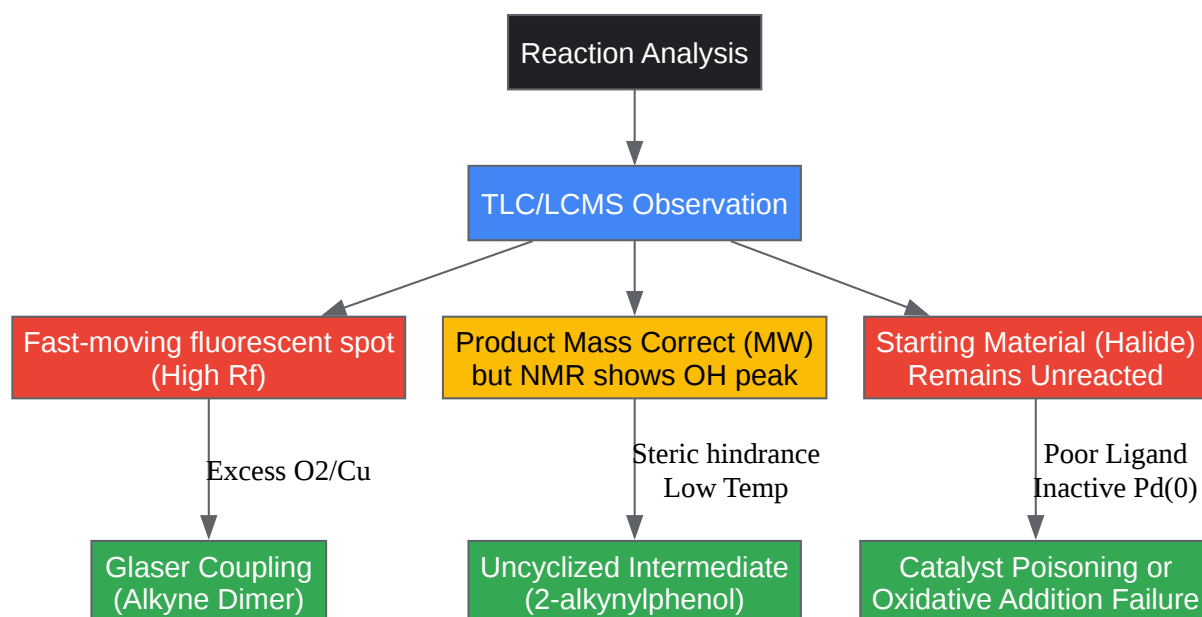 Reaction Analysis
TLC/LCMS Observation
Fast-moving fluorescent spot
(High Rf)
Product Mass Correct (MW)
but NMR shows OH peak
Starting Material (Halide)
Remains Unreacted
Excess O2/Cu
Steric hindrance
Low Temp
Poor Ligand
Inactive Pd(0)
Glaser Coupling
(Alkyne Dimer)
Uncyclized Intermediate
(2-alkynylphenol)
Catalyst Poisoning or
Oxidative Addition Failure